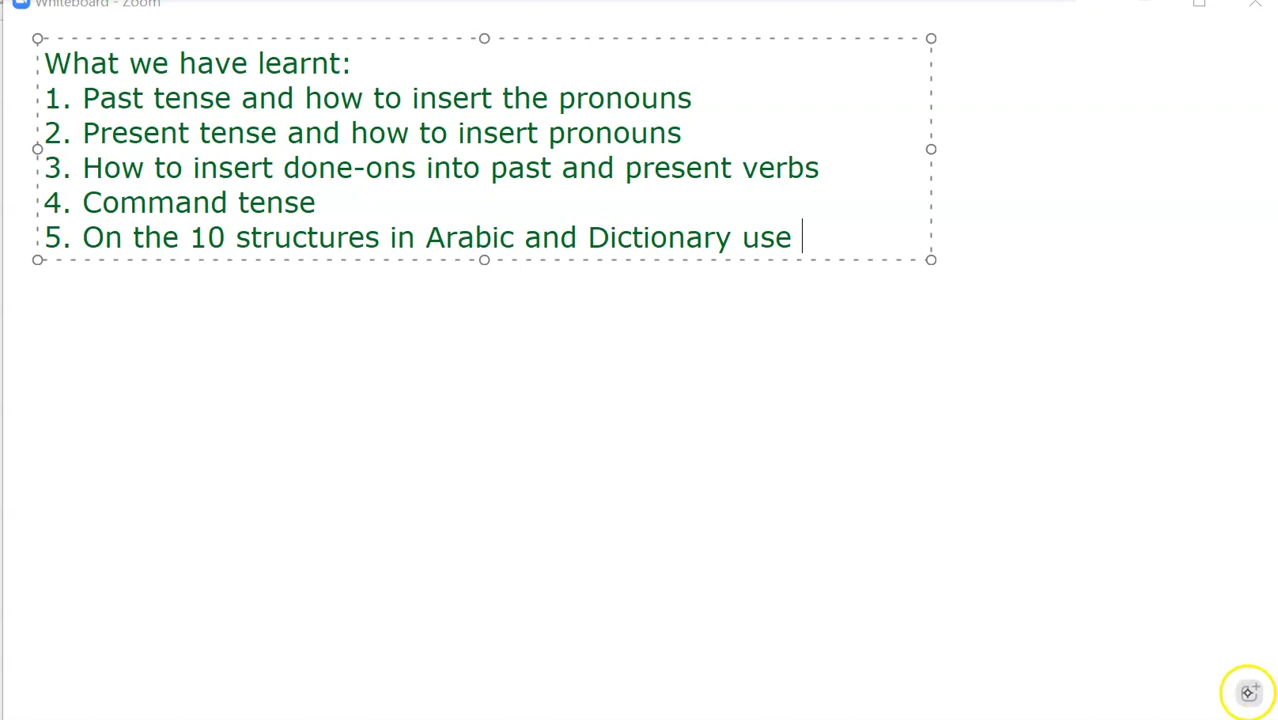 Whiteboard - Zoom
What we have learnt:
1. Past tense and how to insert the pronouns
2. Present tense and how to insert pronouns
3. How to insert done-ons into past and present verbs
4. Command tense
5. On the 10 structures in Arabic and Dictionary use